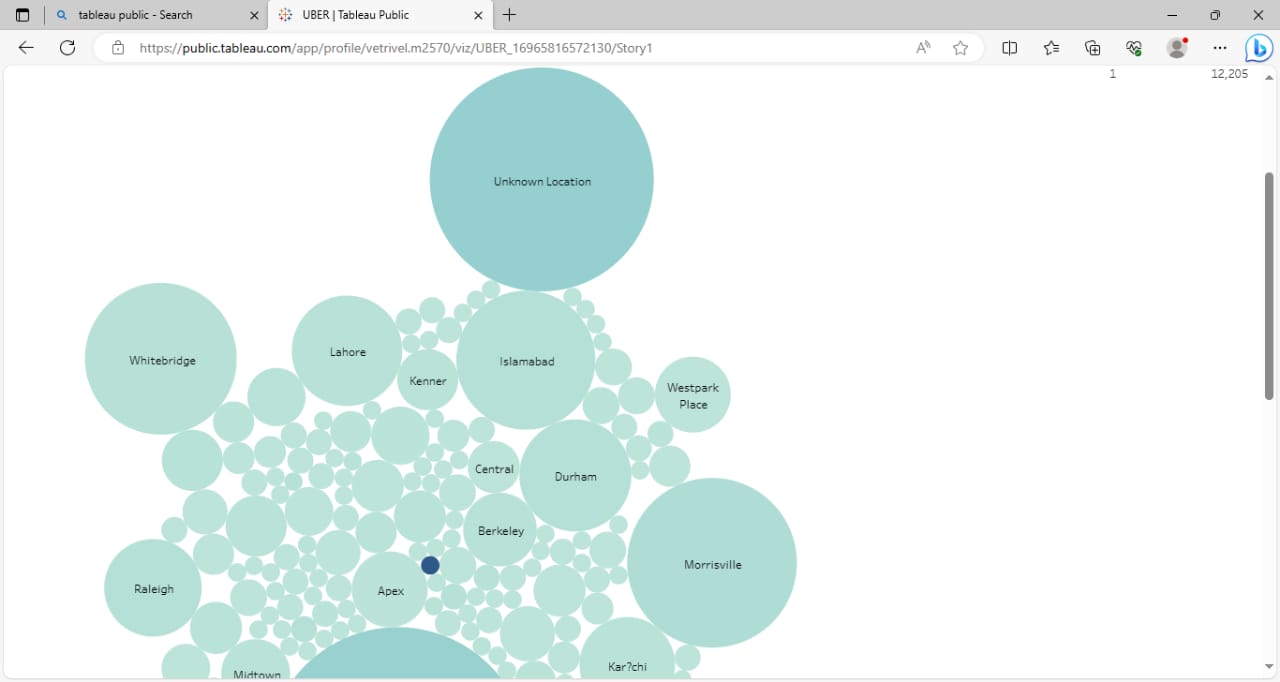 tableau public - Search
UBER | Tableau Public
https://public.tableau.com/app/profile/vetrivel.m2570/viz/UBER_16965816572130/Story1
1 12,205
Unknown Location
Whitebridge
Lahore
Kenner
Islamabad
Westpark
Place
Central
Durham
Berkeley
Morrisville
Raleigh
Apex
Kar?chi
Midtown